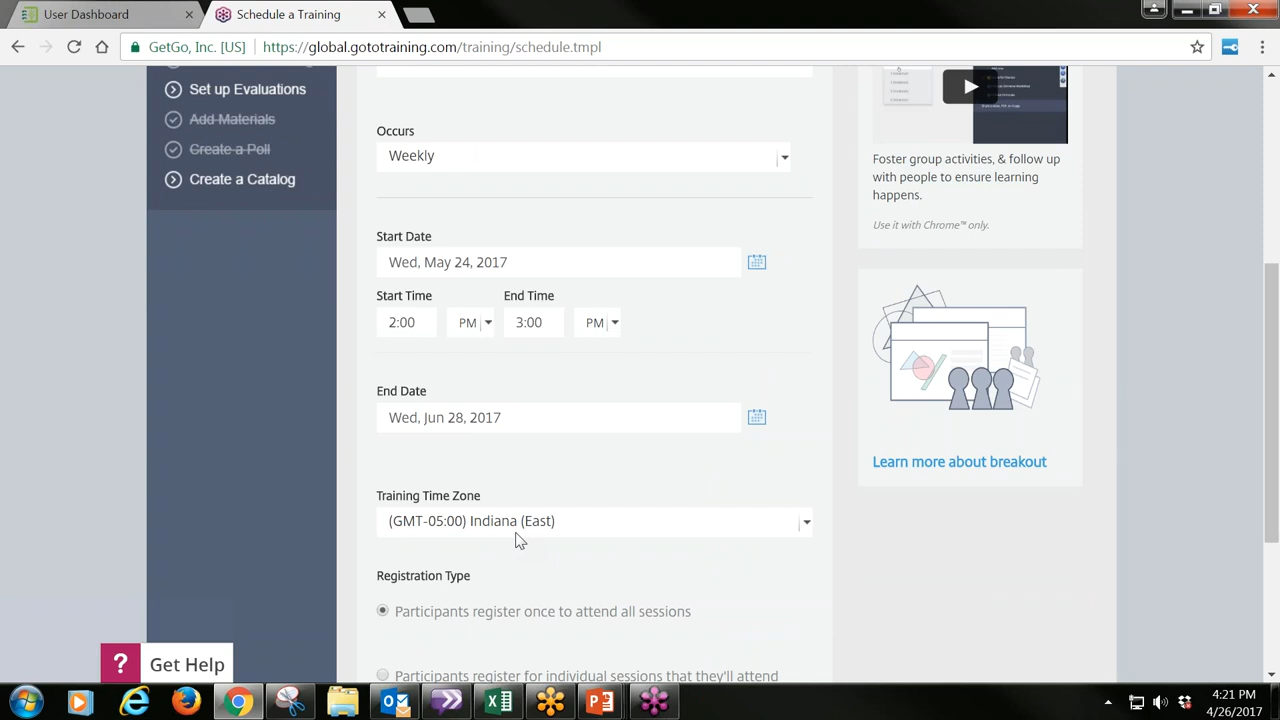 User Dashboard
Schedule a Training
GetGo, Inc. [US]
https://global.gototraining.com/training/schedule.tmpl
Set up Evaluations
Add Materials
Create a Poll
Create a Catalog
Occurs
Weekly
Start Date
Wed, May 24, 2017
Start Time End Time
2:00 PM 3:00 PM
End Date
Wed, Jun 28, 2017
Training Time Zone
(GMT-05:00) Indiana (East)
Registration Type
Participants register once to attend all sessions
Participants register for individual sessions that they'll attend
Foster group activities, & follow up
with people to ensure learning
happens.
Use it with Chrome™ only.
Learn more about breakout
? Get Help
4:21 PM
4/26/2017